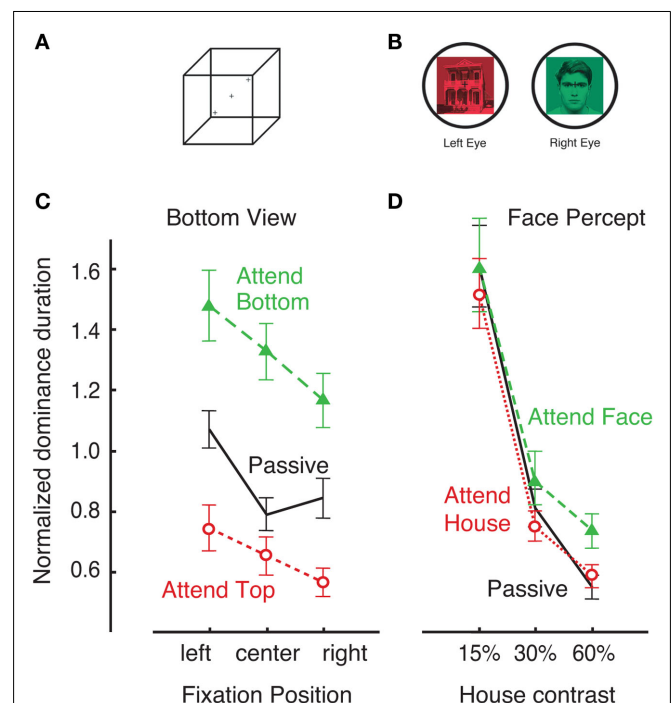 A
B
Left Eye
Right Eye
C
D
Bottom View
Face Percept
Normalized dominance duration
1.6
1.4
1.2
1.0
0.8
0.6
Attend
Bottom
Passive
Attend Top
left
center
right
Fixation Position
Attend Face
Attend
House
Passive
15%
30%
60%
House contrast